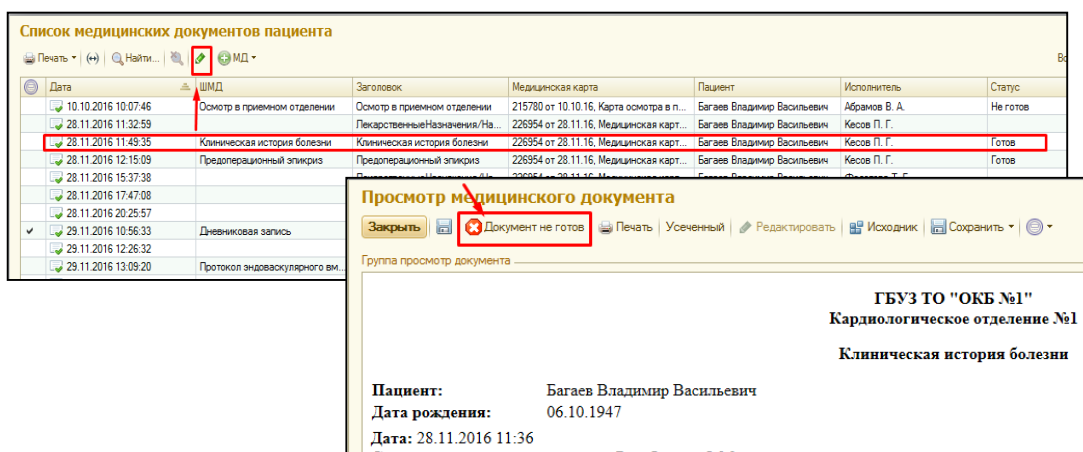 Список медицинских документов пациента
Печать Найти... МД
Дата ШМД Заголовок Медицинская карта Пациент Исполнитель Статус
10.10.2016 10:07:46 Осмотр в приемном отделении Осмотр в приемном отделении 215780 от 10.10.16, Карта осмотра в п... Багаев Владимир Васильевич Абрамов В. А. Не готов
28.11.2016 11:32:59 ЛекарственныеНазначения/На... 226954 от 28.11.16, Медицинская карт... Багаев Владимир Васильевич Кесов П. Г.
28.11.2016 11:49:35 Клиническая история болезни Клиническая история болезни 226954 от 28.11.16, Медицинская карт... Багаев Владимир Васильевич Кесов П. Г. Готов
28.11.2016 12:15:09 Предоперационный эпикриз Предоперационный эпикриз 226954 от 28.11.16, Медицинская карт... Багаев Владимир Васильевич Кесов П. Г. Готов
28.11.2016 15:37:38
28.11.2016 17:47:08
28.11.2016 20:25:57
29.11.2016 10:56:33 Дневниковая запись
29.11.2016 12:26:32
29.11.2016 13:09:20 Протокол эндоваскулярного вм...
Просмотр медицинского документа
Закрыть Документ не готов Печать Усеченный Редактировать Исходник Сохранить
Группа просмотр документа
ГБУЗ ТО "ОКБ №1"
Кардиологическое отделение №1
Клиническая история болезни
Пациент: Багаев Владимир Васильевич
Дата рождения: 06.10.1947
Дата: 28.11.2016 11:36